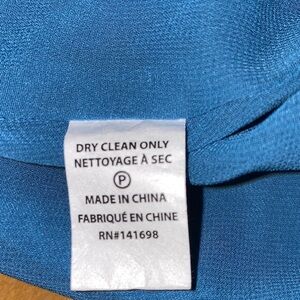 DRY CLEAN ONLY
NETTOYAGE À SEC
P
MADE IN CHINA
FABRIQUÉ EN CHINE
RN#141698